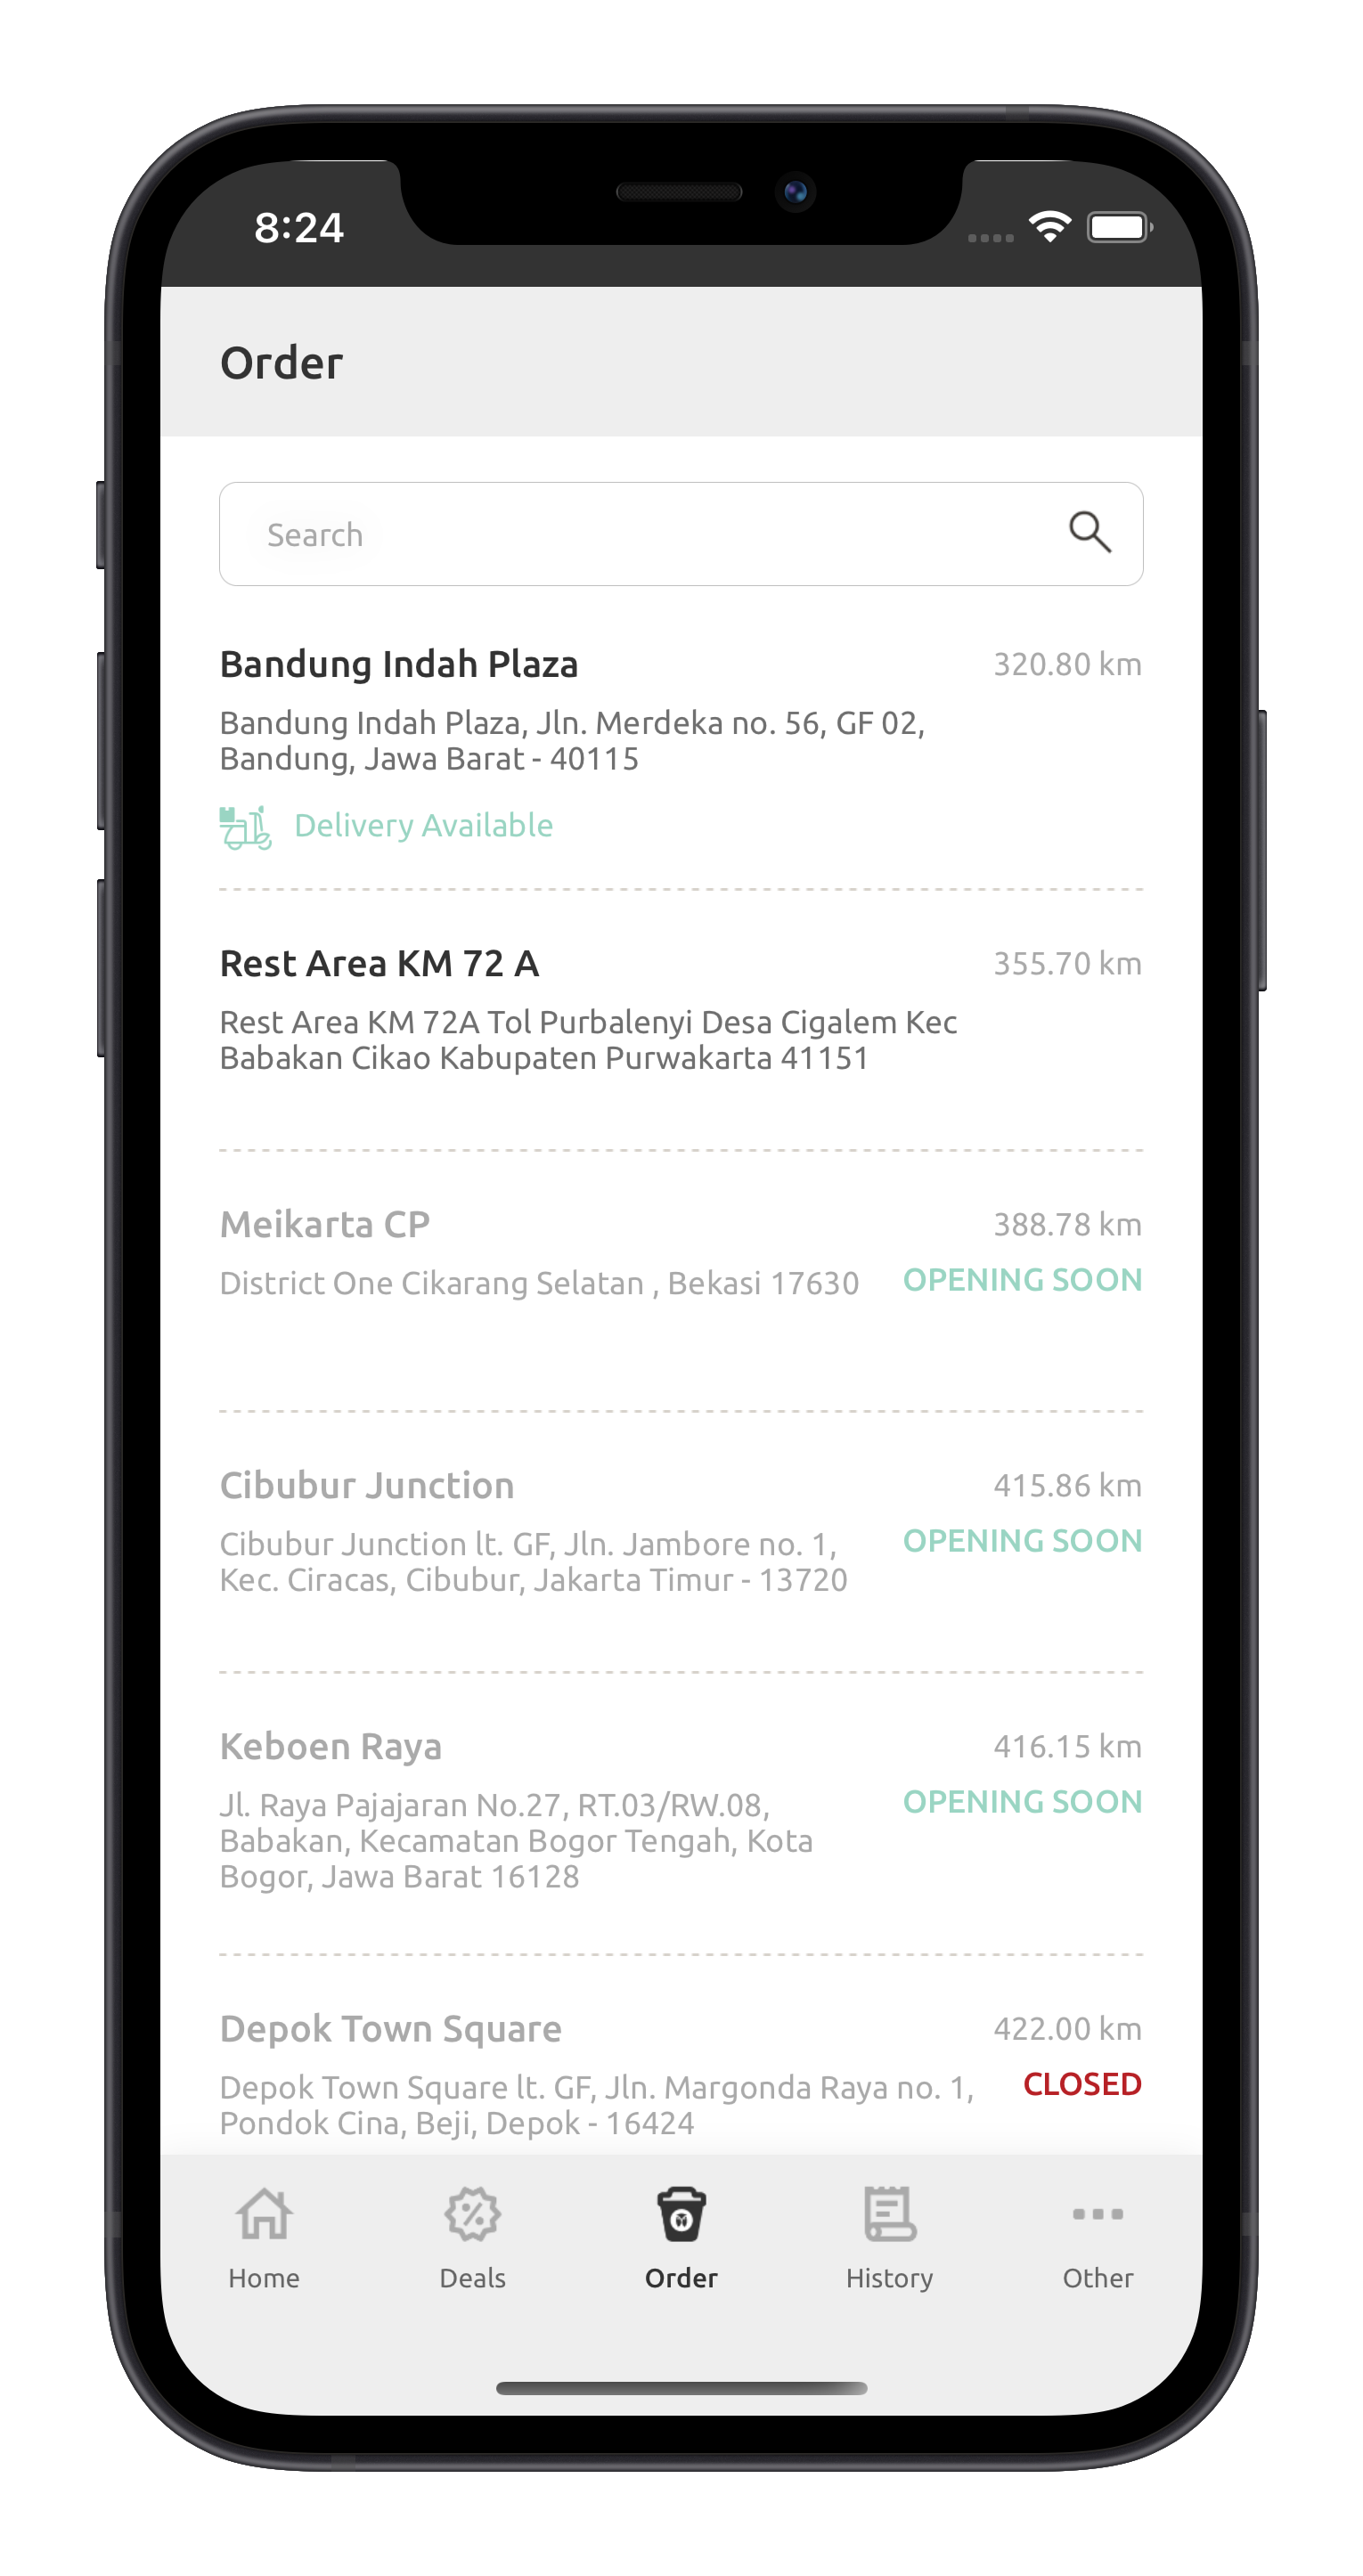 8:24
Order
Search
Bandung Indah Plaza
320.80 km
Bandung Indah Plaza, Jln. Merdeka no. 56, GF 02,
Bandung, Jawa Barat - 40115
Delivery Available
Rest Area KM 72 A
355.70 km
Rest Area KM 72A Tol Purbalenyi Desa Cigalem Kec
Babakan Cikao Kabupaten Purwakarta 41151
Meikarta CP
388.78 km
District One Cikarang Selatan , Bekasi 17630
OPENING SOON
Cibubur Junction
415.86 km
Cibubur Junction lt. GF, Jln. Jambore no. 1,
OPENING SOON
Kec. Ciracas, Cibubur, Jakarta Timur - 13720
Keboen Raya
416.15 km
Jl. Raya Pajajaran No.27, RT.03/RW.08,
OPENING SOON
Babakan, Kecamatan Bogor Tengah, Kota
Bogor, Jawa Barat 16128
Depok Town Square
422.00 km
Depok Town Square lt. GF, Jln. Margonda Raya no. 1,
CLOSED
Pondok Cina, Beji, Depok - 16424
Home
Deals
Order
History
Other